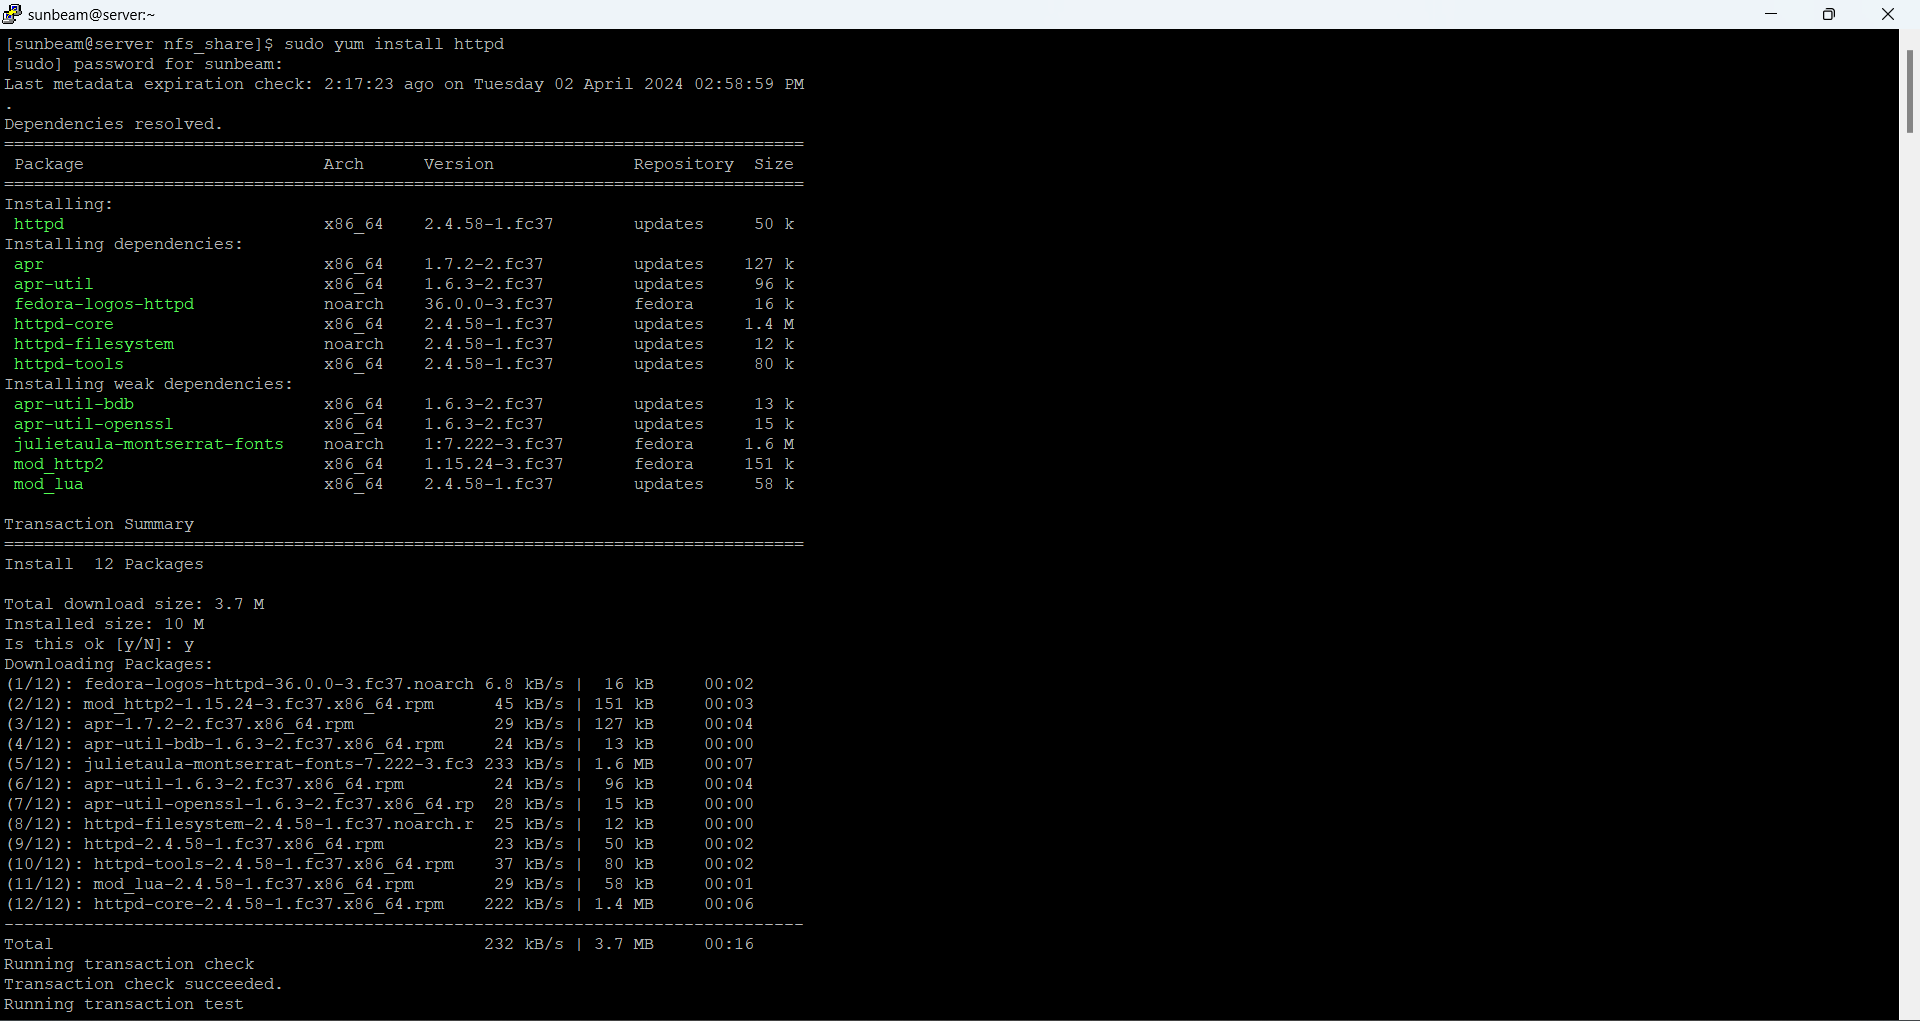 sunbeam@server:~
[sunbeam@server nfs_share]$ sudo yum install httpd
[sudo] password for sunbeam:
Last metadata expiration check: 2:17:23 ago on Tuesday 02 April 2024 02:58:59 PM
.
Dependencies resolved.
================================================================================
 Package                        Arch      Version              Repository  Size
================================================================================
Installing:
 httpd                          x86_64    2.4.58-1.fc37        updates     50 k
Installing dependencies:
 apr                            x86_64    1.7.2-2.fc37         updates    127 k
 apr-util                       x86_64    1.6.3-2.fc37         updates     96 k
 fedora-logos-httpd             noarch    36.0.0-3.fc37        fedora      16 k
 httpd-core                     x86_64    2.4.58-1.fc37        updates    1.4 M
 httpd-filesystem               noarch    2.4.58-1.fc37        updates     12 k
 httpd-tools                    x86_64    2.4.58-1.fc37        updates     80 k
Installing weak dependencies:
 apr-util-bdb                   x86_64    1.6.3-2.fc37         updates     13 k
 apr-util-openssl               x86_64    1.6.3-2.fc37         updates     15 k
 julietaula-montserrat-fonts    noarch    1:7.222-3.fc37       fedora     1.6 M
 mod_http2                      x86_64    1.15.24-3.fc37       fedora     151 k
 mod_lua                        x86_64    2.4.58-1.fc37        updates     58 k
Transaction Summary
================================================================================
Install  12 Packages
Total download size: 3.7 M
Installed size: 10 M
Is this ok [y/N]: y
Downloading Packages:
(1/12): fedora-logos-httpd-36.0.0-3.fc37.noarch 6.8 kB/s |  16 kB     00:02
(2/12): mod_http2-1.15.24-3.fc37.x86_64.rpm      45 kB/s | 151 kB     00:03
(3/12): apr-1.7.2-2.fc37.x86_64.rpm              29 kB/s | 127 kB     00:04
(4/12): apr-util-bdb-1.6.3-2.fc37.x86_64.rpm     24 kB/s |  13 kB     00:00
(5/12): julietaula-montserrat-fonts-7.222-3.fc3 233 kB/s | 1.6 MB     00:07
(6/12): apr-util-1.6.3-2.fc37.x86_64.rpm         24 kB/s |  96 kB     00:04
(7/12): apr-util-openssl-1.6.3-2.fc37.x86_64.rp  28 kB/s |  15 kB     00:00
(8/12): httpd-filesystem-2.4.58-1.fc37.noarch.r  25 kB/s |  12 kB     00:00
(9/12): httpd-2.4.58-1.fc37.x86_64.rpm           23 kB/s |  50 kB     00:02
(10/12): httpd-tools-2.4.58-1.fc37.x86_64.rpm    37 kB/s |  80 kB     00:02
(11/12): mod_lua-2.4.58-1.fc37.x86_64.rpm        29 kB/s |  58 kB     00:01
(12/12): httpd-core-2.4.58-1.fc37.x86_64.rpm    222 kB/s | 1.4 MB     00:06
--------------------------------------------------------------------------------
Total                                           232 kB/s | 3.7 MB     00:16
Running transaction check
Transaction check succeeded.
Running transaction test